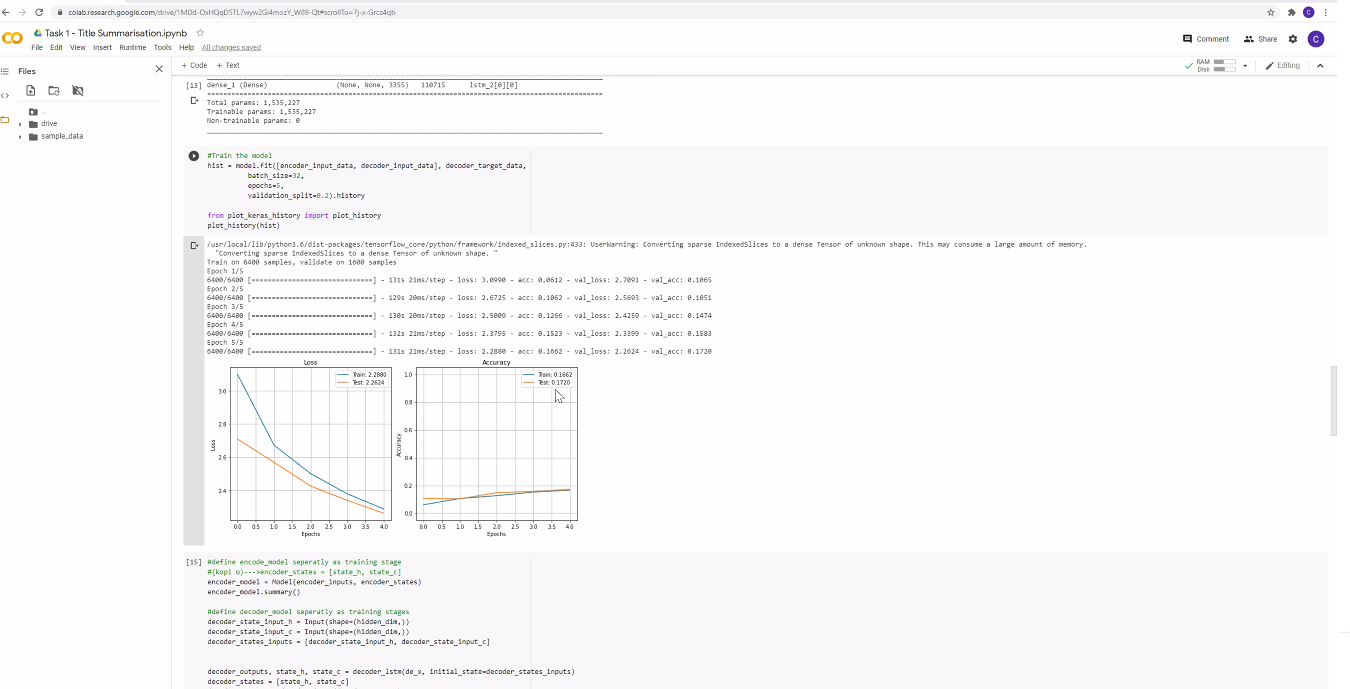 colab.research.google.com/drive/1MDd-OxHQqD5TL7wyw2Gi4mozY_W89-Qt#scrollTo=7j-x-Grcz4qb
C
CO
Task 1 - Title Summarisation.ipynb
File Edit View Insert Runtime Tools Help All changes saved
Comment Share C
Files
+ Code + Text
RAM
Disk
Editing
..
drive
sample_data
[13] dense_1 (Dense) (None, None, 3355) 110715 lstm_2[0][0]
==================================================================================================
Total params: 1,535,227
Trainable params: 1,535,227
Non-trainable params: 0
#Train the model
hist = model.fit([encoder_input_data, decoder_input_data], decoder_target_data,
batch_size=32,
epochs=5,
validation_split=0.2).history
from plot_keras_history import plot_history
plot_history(hist)
/usr/local/lib/python3.6/dist-packages/tensorflow_core/python/framework/indexed_slices.py:433: UserWarning: Converting sparse IndexedSlices to a dense Tensor of unknown shape. This may consume a large amount of memory.
"Converting sparse IndexedSlices to a dense Tensor of unknown shape. "
Train on 6400 samples, validate on 1600 samples
Epoch 1/5
6400/6400 [==============================] - 131s 21ms/step - loss: 3.0990 - acc: 0.0612 - val_loss: 2.7091 - val_acc: 0.1065
Epoch 2/5
6400/6400 [==============================] - 129s 20ms/step - loss: 2.6725 - acc: 0.1062 - val_loss: 2.5693 - val_acc: 0.1051
Epoch 3/5
6400/6400 [==============================] - 130s 20ms/step - loss: 2.5009 - acc: 0.1266 - val_loss: 2.4259 - val_acc: 0.1474
Epoch 4/5
6400/6400 [==============================] - 132s 21ms/step - loss: 2.3795 - acc: 0.1523 - val_loss: 2.3399 - val_acc: 0.1583
Epoch 5/5
6400/6400 [==============================] - 131s 21ms/step - loss: 2.2880 - acc: 0.1662 - val_loss: 2.2624 - val_acc: 0.1720
Loss
Train: 2.2880
Test: 2.2624
3.0
2.8
2.6
2.4
Loss
0.0 0.5 1.0 1.5 2.0 2.5 3.0 3.5 4.0
Epochs
Accuracy
Train: 0.1662
Test: 0.1720
1.0
0.8
0.6
0.4
0.2
0.0
Accuracy
0.0 0.5 1.0 1.5 2.0 2.5 3.0 3.5 4.0
Epochs
[15] #define encode_model seperatly as training stage
#(kopi o)--->encoder_states = [state_h, state_c]
encoder_model = Model(encoder_inputs, encoder_states)
encoder_model.summary()
#define decoder_model seperatly as training stages
decoder_state_input_h = Input(shape=(hidden_dim,))
decoder_state_input_c = Input(shape=(hidden_dim,))
decoder_states_inputs = [decoder_state_input_h, decoder_state_input_c]
decoder_outputs, state_h, state_c = decoder_lstm(de_x, initial_state=decoder_states_inputs)
decoder_states = [state_h, state_c]